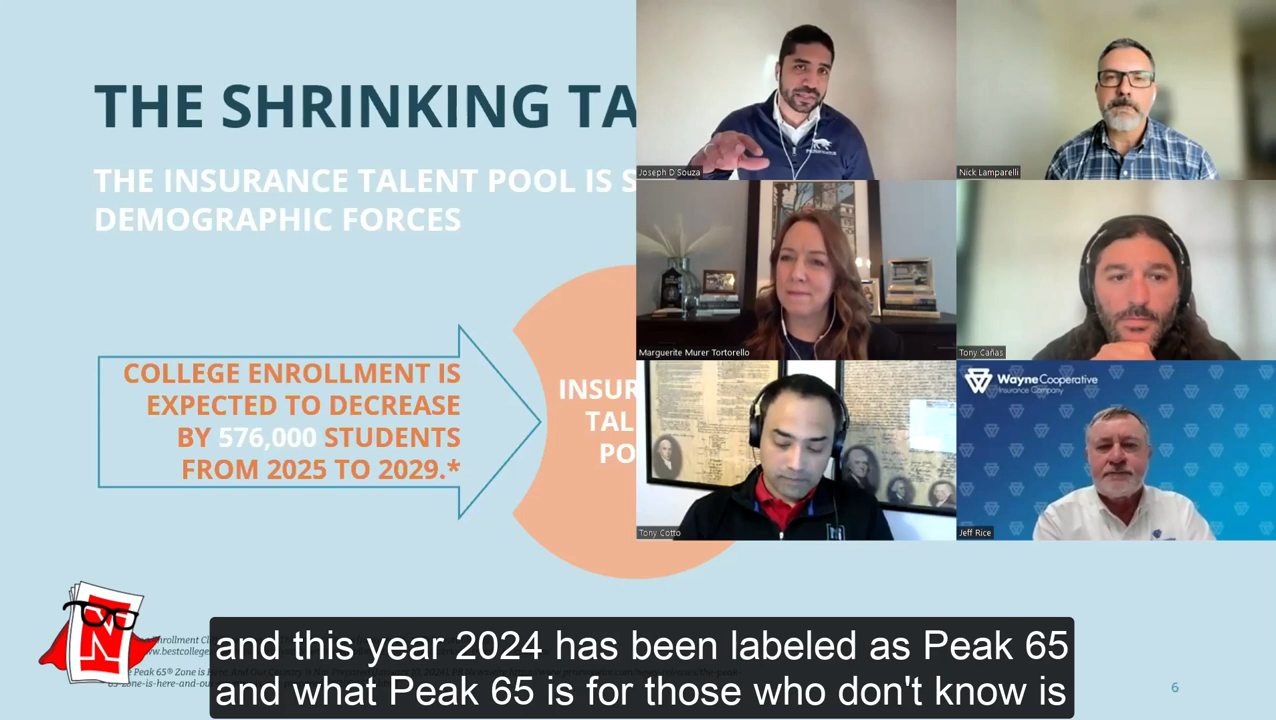 THE SHRINKING TA
THE INSURANCE TALENT POOL IS S
DEMOGRAPHIC FORCES
COLLEGE ENROLLMENT IS
EXPECTED TO DECREASE
BY 576,000 STUDENTS
FROM 2025 TO 2029.*
INSUR
TAL
PO
Joseph D Souza
Nick Lamparelli
Marguerite Murer Tortorello
Tony Cañas
Tony Cotto
Wayne Cooperative
Insurance Company
Jeff Rice
N
and this year 2024 has been labeled as Peak 65
and what Peak 65 is for those who don't know is
6